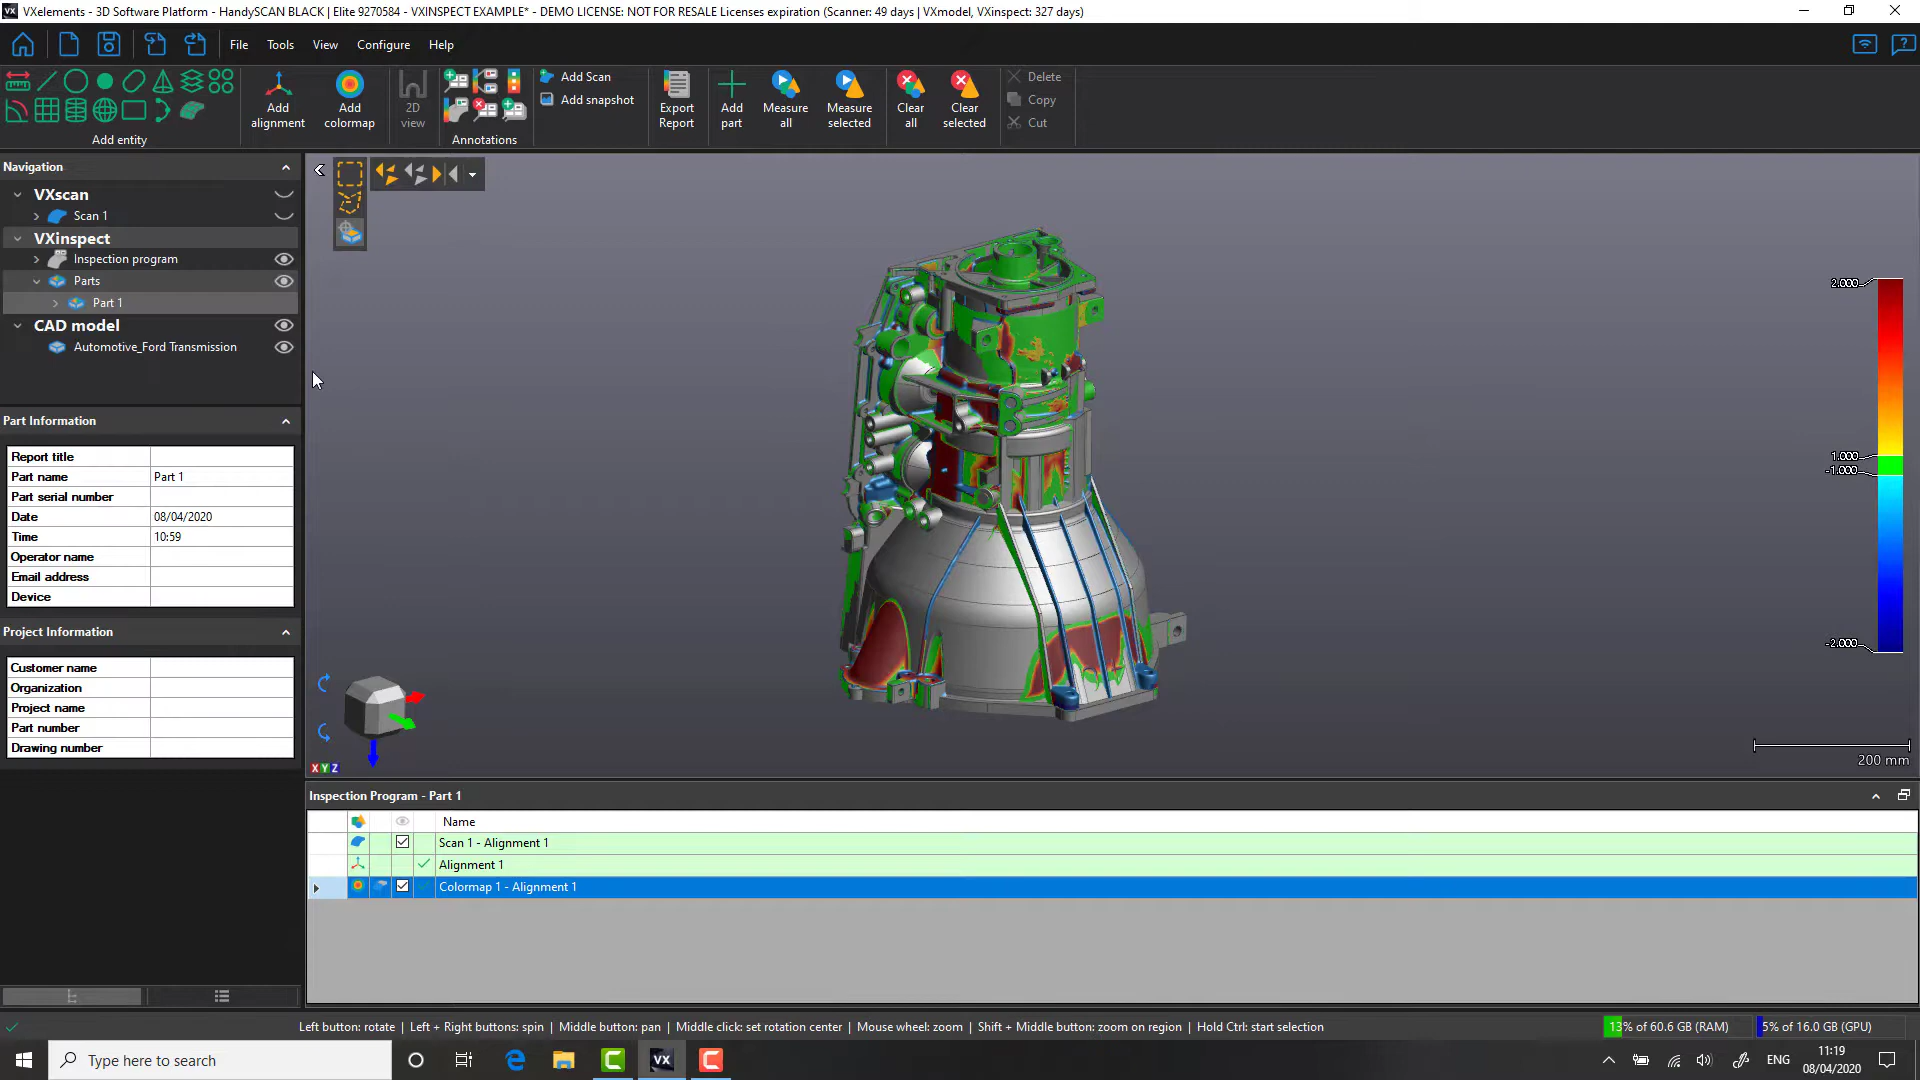 VX VXelements - 3D Software Platform - HandySCAN BLACK | Elite 9270584 - VXINSPECT EXAMPLE* - DEMO LICENSE: NOT FOR RESALE Licenses expiration (Scanner: 49 days | VXmodel, VXinspect: 327 days)
File Tools View Configure Help
Add entity
Add alignment
Add colormap
2D view
Annotations
Add Scan
Add snapshot
Export Report
Add part
Measure all
Measure selected
Clear all
Clear selected
Delete
Copy
Cut
Navigation
VXscan
Scan 1
VXinspect
Inspection program
Parts
Part 1
CAD model
Automotive_Ford Transmission
Part Information
Report title
Part name Part 1
Part serial number
Date 08/04/2020
Time 10:59
Operator name
Email address
Device
Project Information
Customer name
Organization
Project name
Part number
Drawing number
2.000
1.000
-1.000
-2.000
200 mm
X Y Z
Inspection Program - Part 1
Name
Scan 1 - Alignment 1
Alignment 1
Colormap 1 - Alignment 1
Left button: rotate | Left + Right buttons: spin | Middle button: pan | Middle click: set rotation center | Mouse wheel: zoom | Shift + Middle button: zoom on region | Hold Ctrl: start selection
13% of 60.6 GB (RAM)
5% of 16.0 GB (GPU)
Type here to search
VX
ENG
11:19
08/04/2020